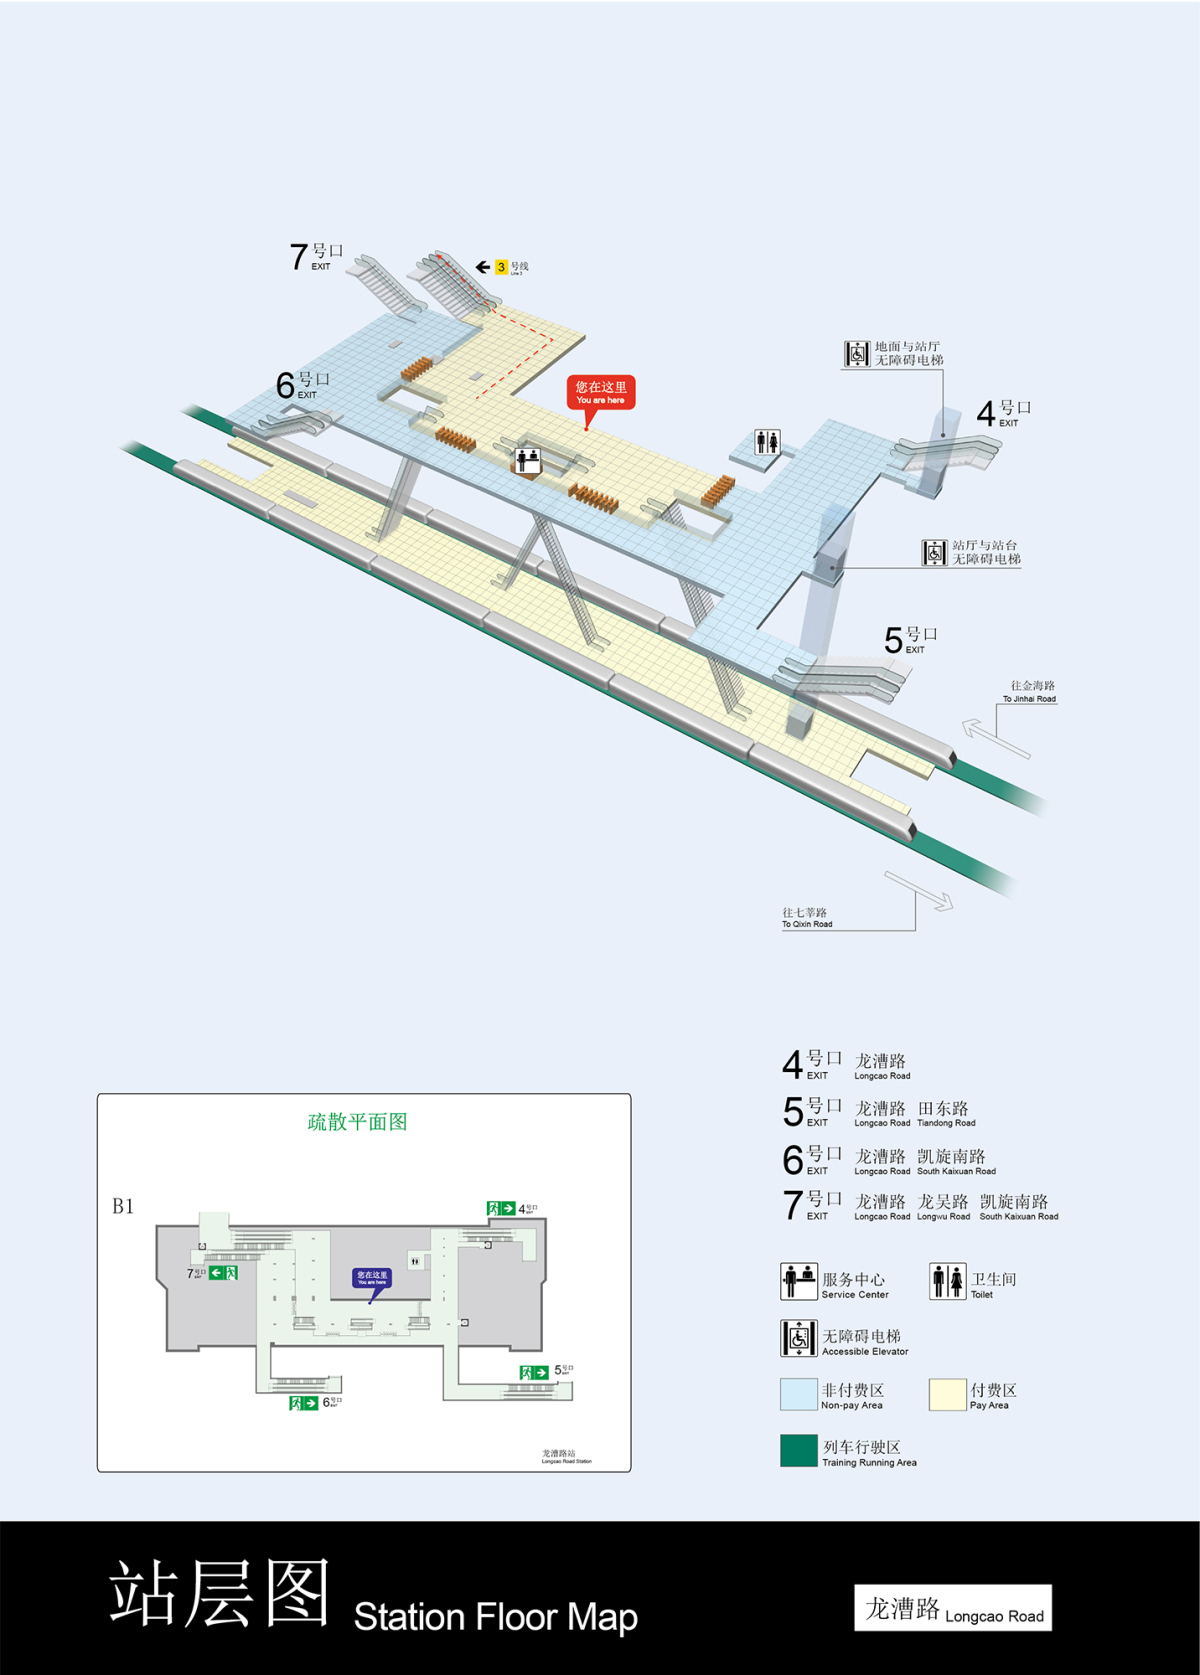 7 号口
EXIT
3 号线
Line 3
6 号口
EXIT
您在这里
You are here
地面与站厅
无障碍电梯
4 号口
EXIT
站厅与站台
无障碍电梯
5 号口
EXIT
往金海路
To Jinhai Road
往七莘路
To Qixin Road
4 号口 龙漕路
EXIT Longcao Road
5 号口 龙漕路 田东路
EXIT Longcao Road Tiandong Road
6 号口 龙漕路 凯旋南路
EXIT Longcao Road South Kaixuan Road
7 号口 龙漕路 龙吴路 凯旋南路
EXIT Longcao Road Longwu Road South Kaixuan Road
疏散平面图
B1
4 号口
EXIT
7 号口
EXIT
您在这里
You are here
5 号口
EXIT
6 号口
EXIT
龙漕路站
Longcao Road Station
服务中心
Service Center
卫生间
Toilet
无障碍电梯
Accessible Elevator
非付费区
Non-pay Area
付费区
Pay Area
列车行驶区
Training Running Area
站层图 Station Floor Map
龙漕路 Longcao Road